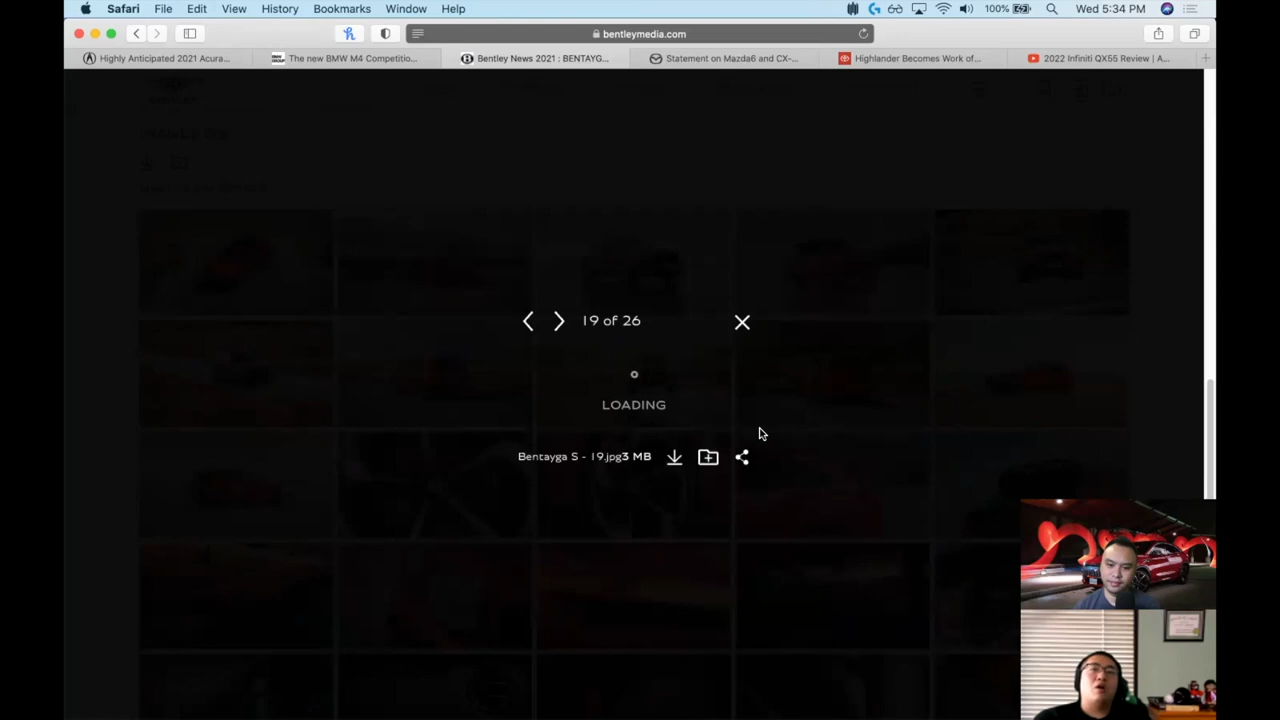 Safari File Edit View History Bookmarks Window Help 100% Wed 5:34 PM
bentleymedia.com
Highly Anticipated 2021 Acura... The new BMW M4 Competitio... Bentley News 2021 : BENTAYG... Statement on Mazda6 and CX-... Highlander Becomes Work of... 2022 Infiniti QX55 Review | A...
19 of 26
LOADING
Bentayga S - 19.jpg3 MB